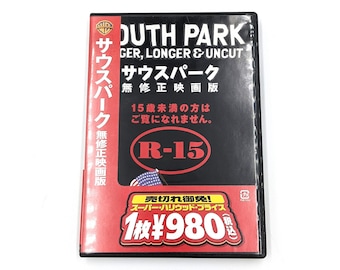 サウスパーク 無修正映画版
OUTH PARK
GER, LONGER & UNCUT
サウスパーク
無修正映画版
15歳未満の方は
ご覧になれません。
R-15
売切れ御免!
スーパー・ハリウッド・プライス
1枚¥980(税込)